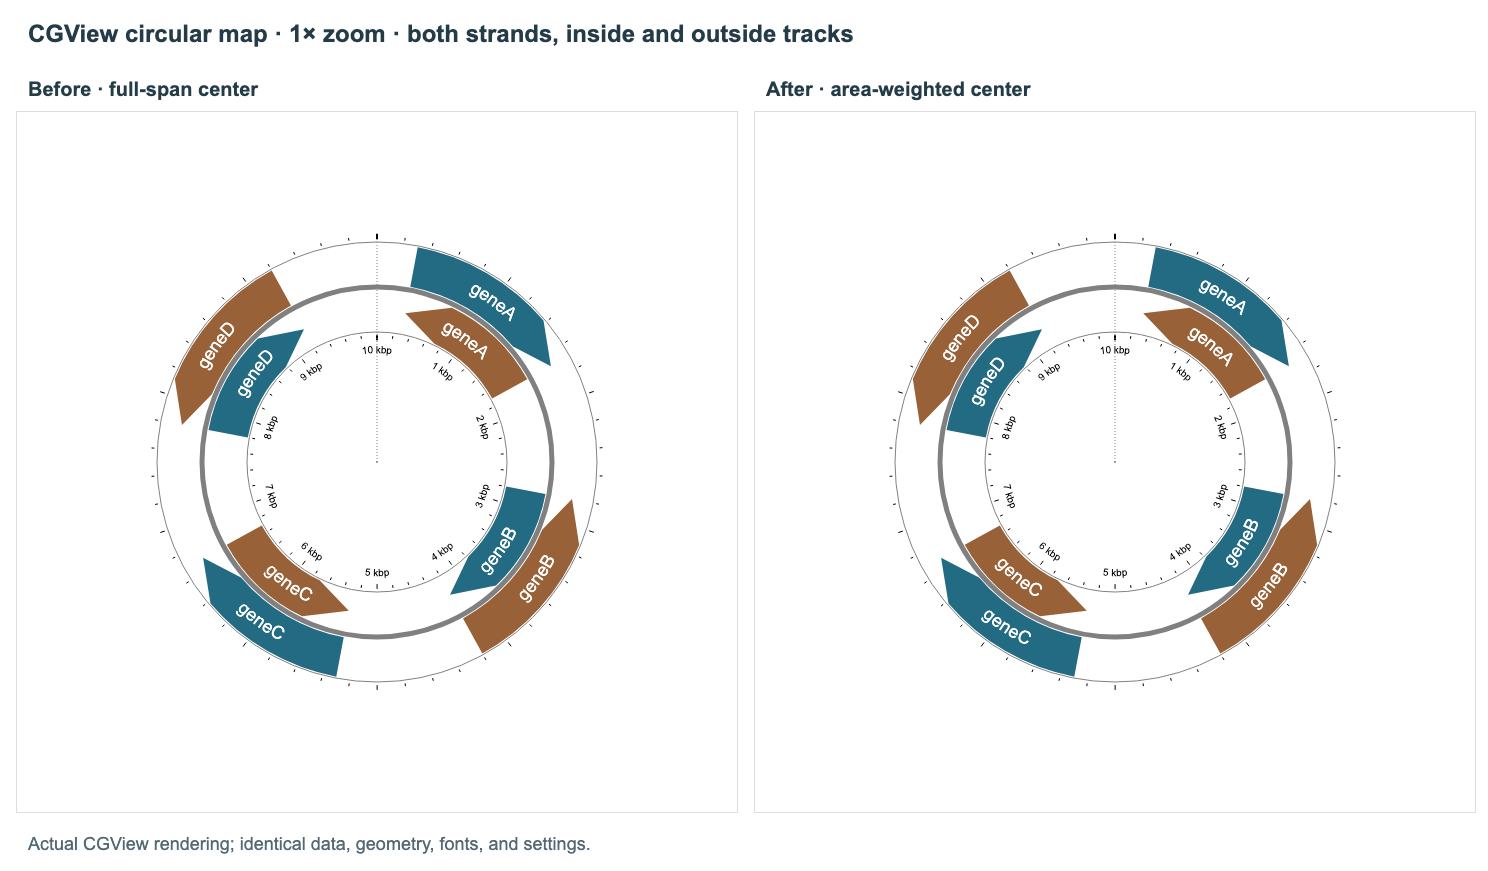 CGView circular map · 1× zoom · both strands, inside and outside tracks
Before · full-span center
geneA
geneA
geneD
geneD
10 kbp
1 kbp
9 kbp
2 kbp
8 kbp
3 kbp
7 kbp
4 kbp
6 kbp
5 kbp
geneB
geneB
geneC
geneC
After · area-weighted center
geneA
geneA
geneD
geneD
10 kbp
1 kbp
9 kbp
2 kbp
8 kbp
3 kbp
7 kbp
4 kbp
6 kbp
5 kbp
geneB
geneB
geneC
geneC
Actual CGView rendering; identical data, geometry, fonts, and settings.